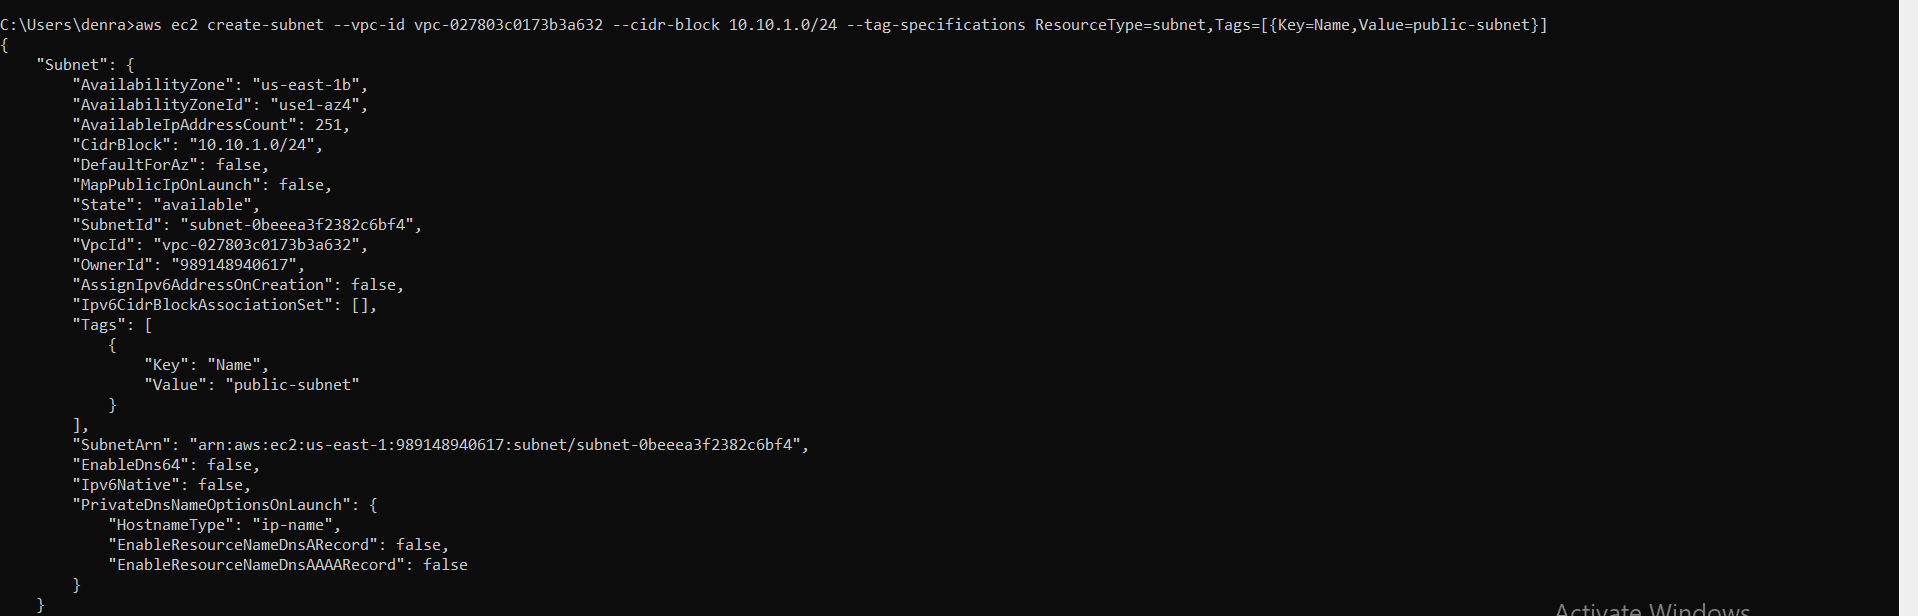 C:\Users\denra>aws ec2 create-subnet --vpc-id vpc-027803c0173b3a632 --cidr-block 10.10.1.0/24 --tag-specifications ResourceType=subnet,Tags=[{Key=Name,Value=public-subnet}]
{
    "Subnet": {
        "AvailabilityZone": "us-east-1b",
        "AvailabilityZoneId": "use1-az4",
        "AvailableIpAddressCount": 251,
        "CidrBlock": "10.10.1.0/24",
        "DefaultForAz": false,
        "MapPublicIpOnLaunch": false,
        "State": "available",
        "SubnetId": "subnet-0beeea3f2382c6bf4",
        "VpcId": "vpc-027803c0173b3a632",
        "OwnerId": "989148940617",
        "AssignIpv6AddressOnCreation": false,
        "Ipv6CidrBlockAssociationSet": [],
        "Tags": [
            {
                "Key": "Name",
                "Value": "public-subnet"
            }
        ],
        "SubnetArn": "arn:aws:ec2:us-east-1:989148940617:subnet/subnet-0beeea3f2382c6bf4",
        "EnableDns64": false,
        "Ipv6Native": false,
        "PrivateDnsNameOptionsOnLaunch": {
            "HostnameType": "ip-name",
            "EnableResourceNameDnsARecord": false,
            "EnableResourceNameDnsAAAARecord": false
        }
    }
Activate Windows